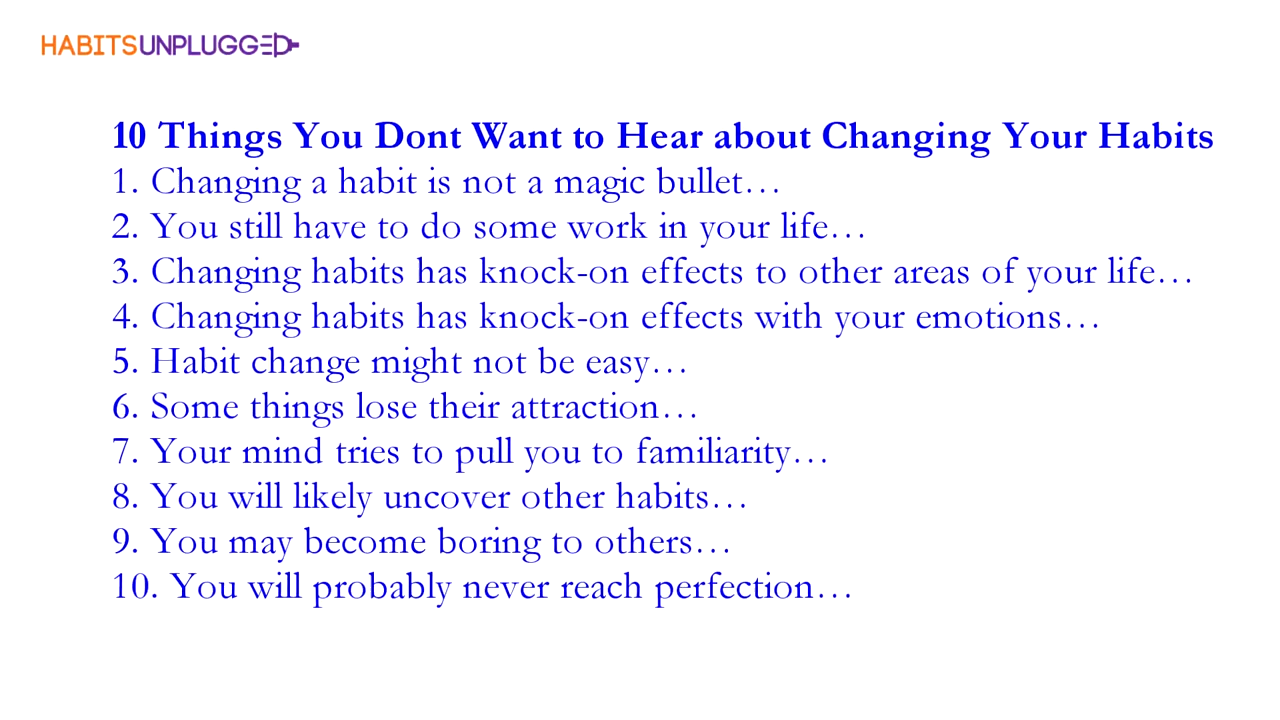 HABITSUNPLUGGED
10 Things You Dont Want to Hear about Changing Your Habits
1. Changing a habit is not a magic bullet…
2. You still have to do some work in your life…
3. Changing habits has knock-on effects to other areas of your life…
4. Changing habits has knock-on effects with your emotions…
5. Habit change might not be easy…
6. Some things lose their attraction…
7. Your mind tries to pull you to familiarity…
8. You will likely uncover other habits…
9. You may become boring to others…
10. You will probably never reach perfection…